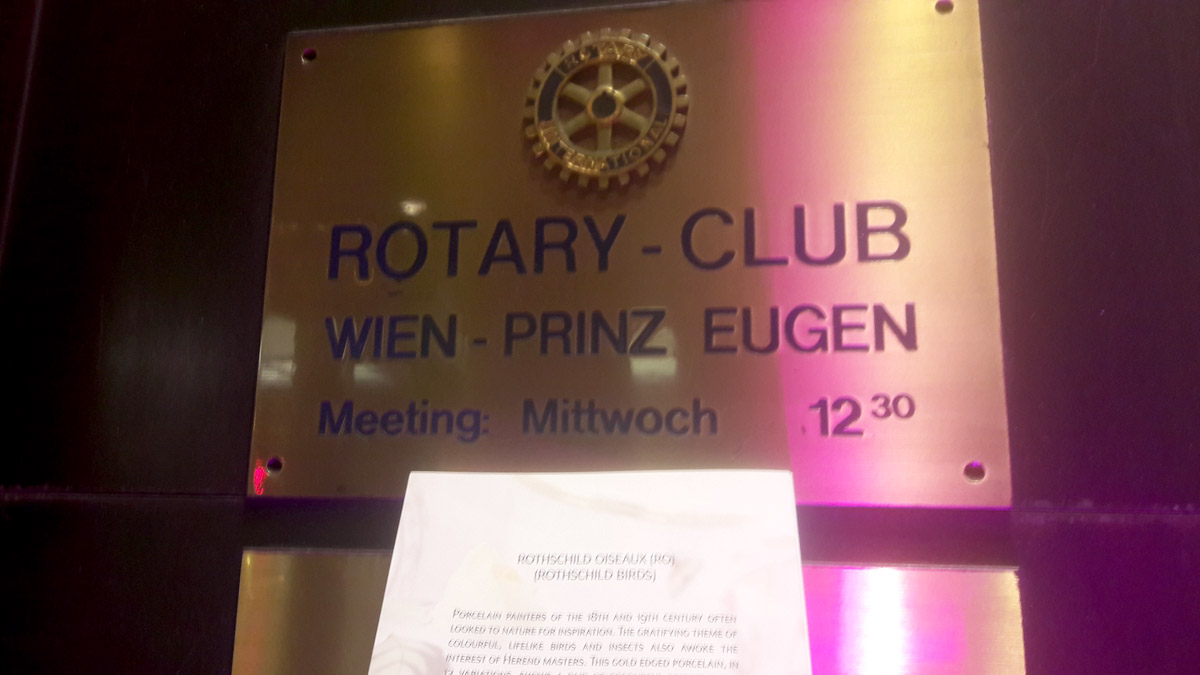 ROTARY
INTERNATIONAL
ROTARY - CLUB
WIEN - PRINZ EUGEN
Meeting: Mittwoch 12 30
ROTHSCHILD OISEAUX (RO)
(ROTHSCHILD BIRDS)
PORCELAIN PAINTERS OF THE 18TH AND 19TH CENTURY OFTEN
LOOKED TO NATURE FOR INSPIRATION. THE GRATIFYING THEME OF
COLOURFUL, LIFELIKE BIRDS AND INSECTS ALSO AWOKE THE
INTEREST OF HEREND MASTERS. THIS GOLD EDGED PORCELAIN, IN
12 VARIATIONS,